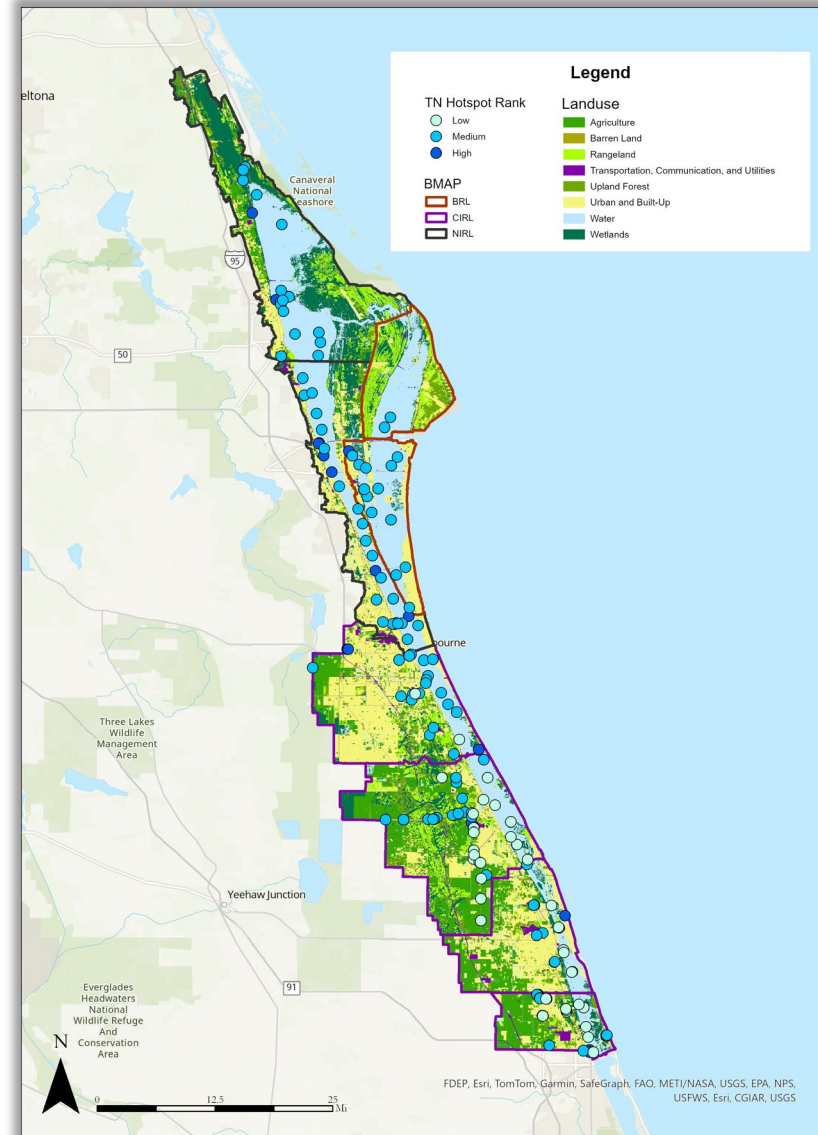 eltona
Canaveral
National
Seashore
95
50
bourne
Three Lakes
Wildlife
Management
Area
Yeehaw Junction
91
Everglades
Headwaters
National
Wildlife Refuge
And
Conservation
Area
Legend
TN Hotspot Rank
Low
Medium
High
BMAP
BRL
CIRL
NIRL
Landuse
Agriculture
Barren Land
Rangeland
Transportation, Communication, and Utilities
Upland Forest
Urban and Built-Up
Water
Wetlands
N
0 12.5 25
Mi
FDEP, Esri, TomTom, Garmin, SafeGraph, FAO, METI/NASA, USGS, EPA, NPS,
USFWS, Esri, CGIAR, USGS